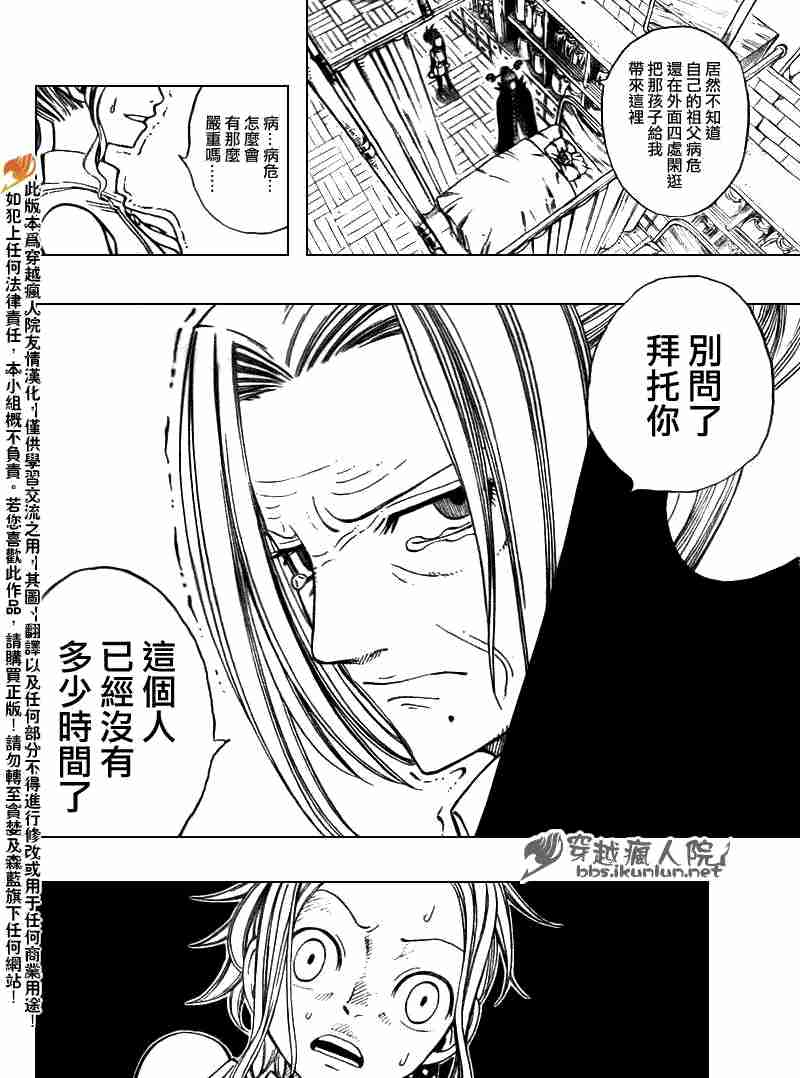 居然不知道
自己的祖父病危
還在外面四處閑逛
把那孩子給我
帶來這裡
病…病危
怎麼會
有那麼
嚴重嗎……
別問了
拜托你
這個人
已經沒有
多少時間了
此版本爲穿越瘋人院友情漢化，僅供學習交流之用，其圖、翻譯以及任何部分不得進行修改或用于任何商業用途！
如犯上任何法律責任，本小組概不負責。若您喜歡此作品，請購買正版！請勿轉至貪婪及森藍旗下任何網站！
穿越瘋人院
bbs.ikunlun.net